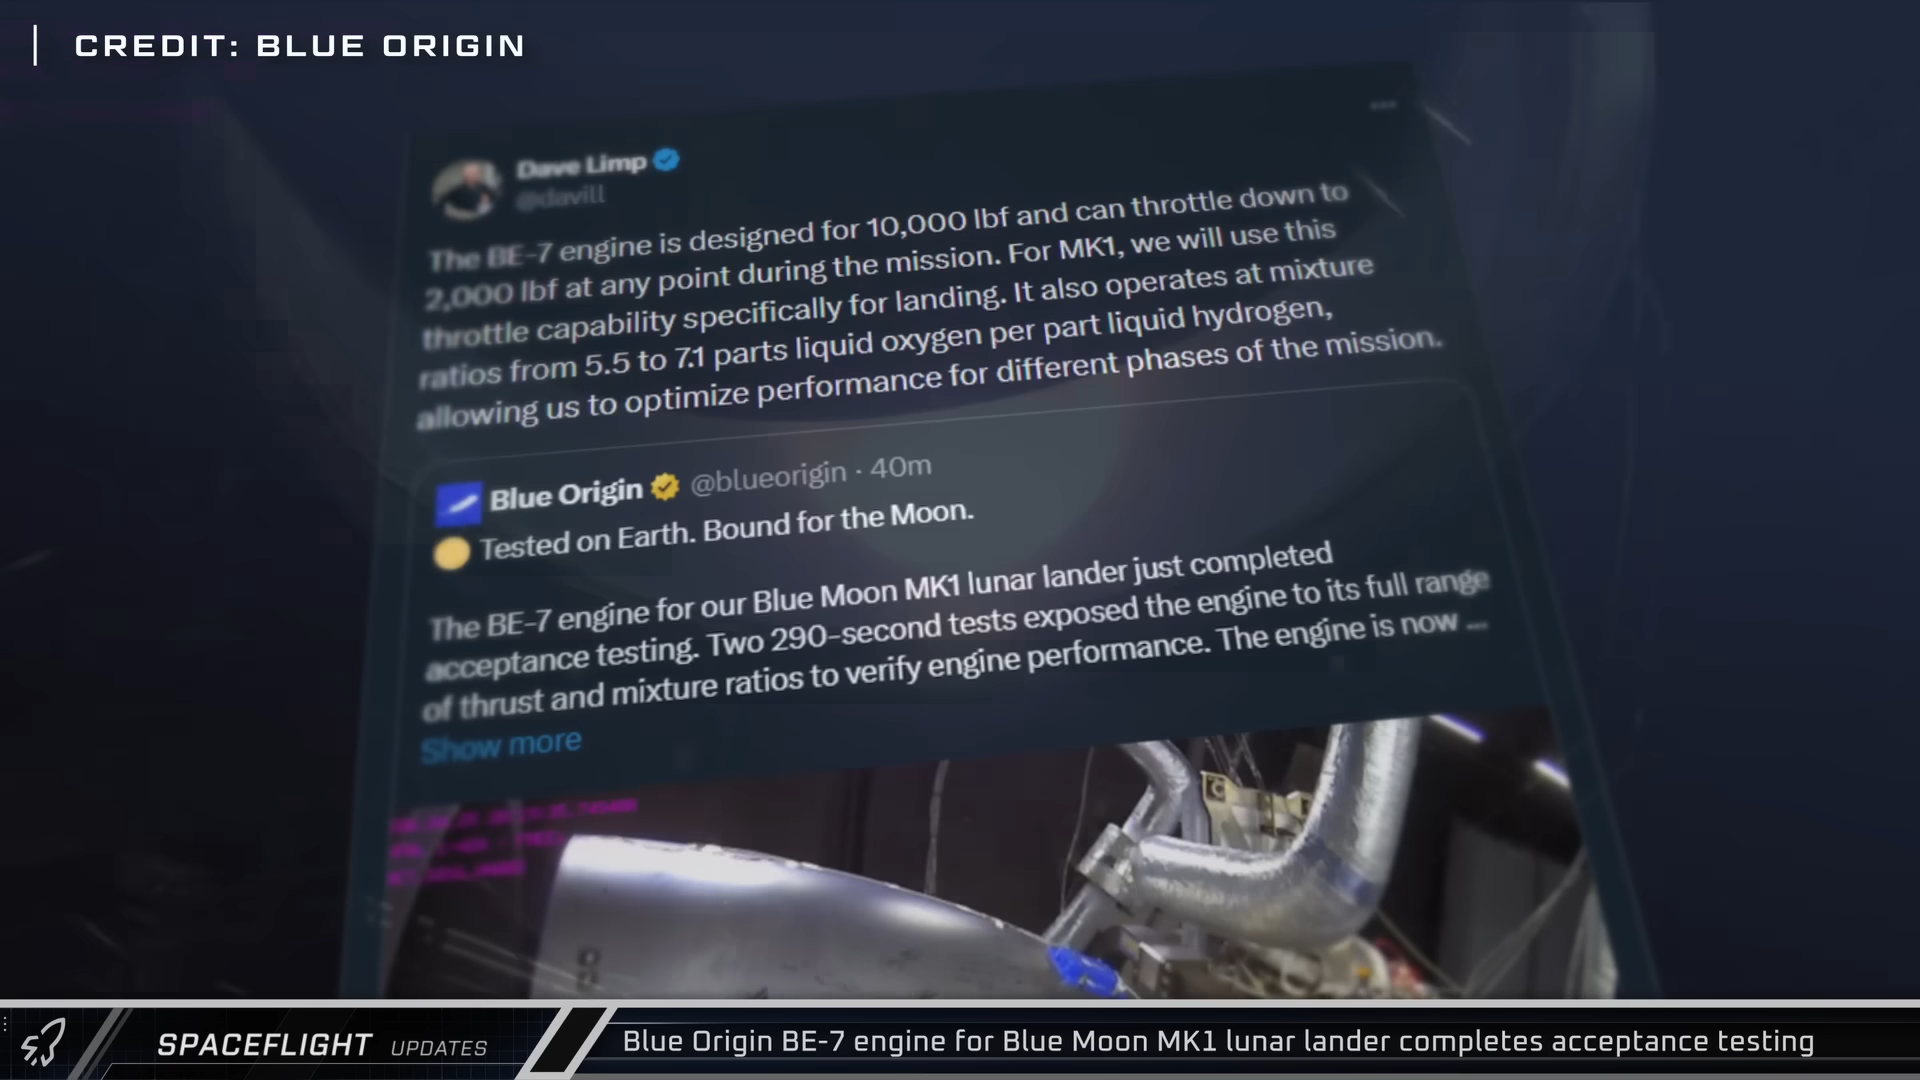 CREDIT: BLUE ORIGIN
Dave Limp
@davill
The BE-7 engine is designed for 10,000 lbf and can throttle down to
2,000 lbf at any point during the mission. For MK1, we will use this
throttle capability specifically for landing. It also operates at mixture
ratios from 5.5 to 7.1 parts liquid oxygen per part liquid hydrogen,
allowing us to optimize performance for different phases of the mission.
Blue Origin @blueorigin · 40m
Tested on Earth. Bound for the Moon.
The BE-7 engine for our Blue Moon MK1 lunar lander just completed
acceptance testing. Two 290-second tests exposed the engine to its full range
of thrust and mixture ratios to verify engine performance. The engine is now ...
Show more
SPACEFLIGHT UPDATES
Blue Origin BE-7 engine for Blue Moon MK1 lunar lander completes acceptance testing